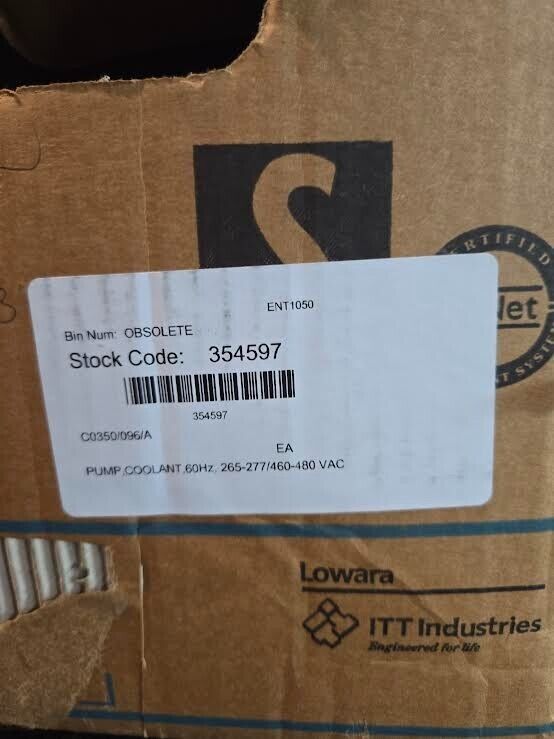 ENT1050
Bin Num: OBSOLETE
Stock Code: 354597
354597
C0350/096/A
EA
PUMP,COOLANT,60Hz, 265-277/460-480 VAC
Lowara
ITT Industries
Engineered for life